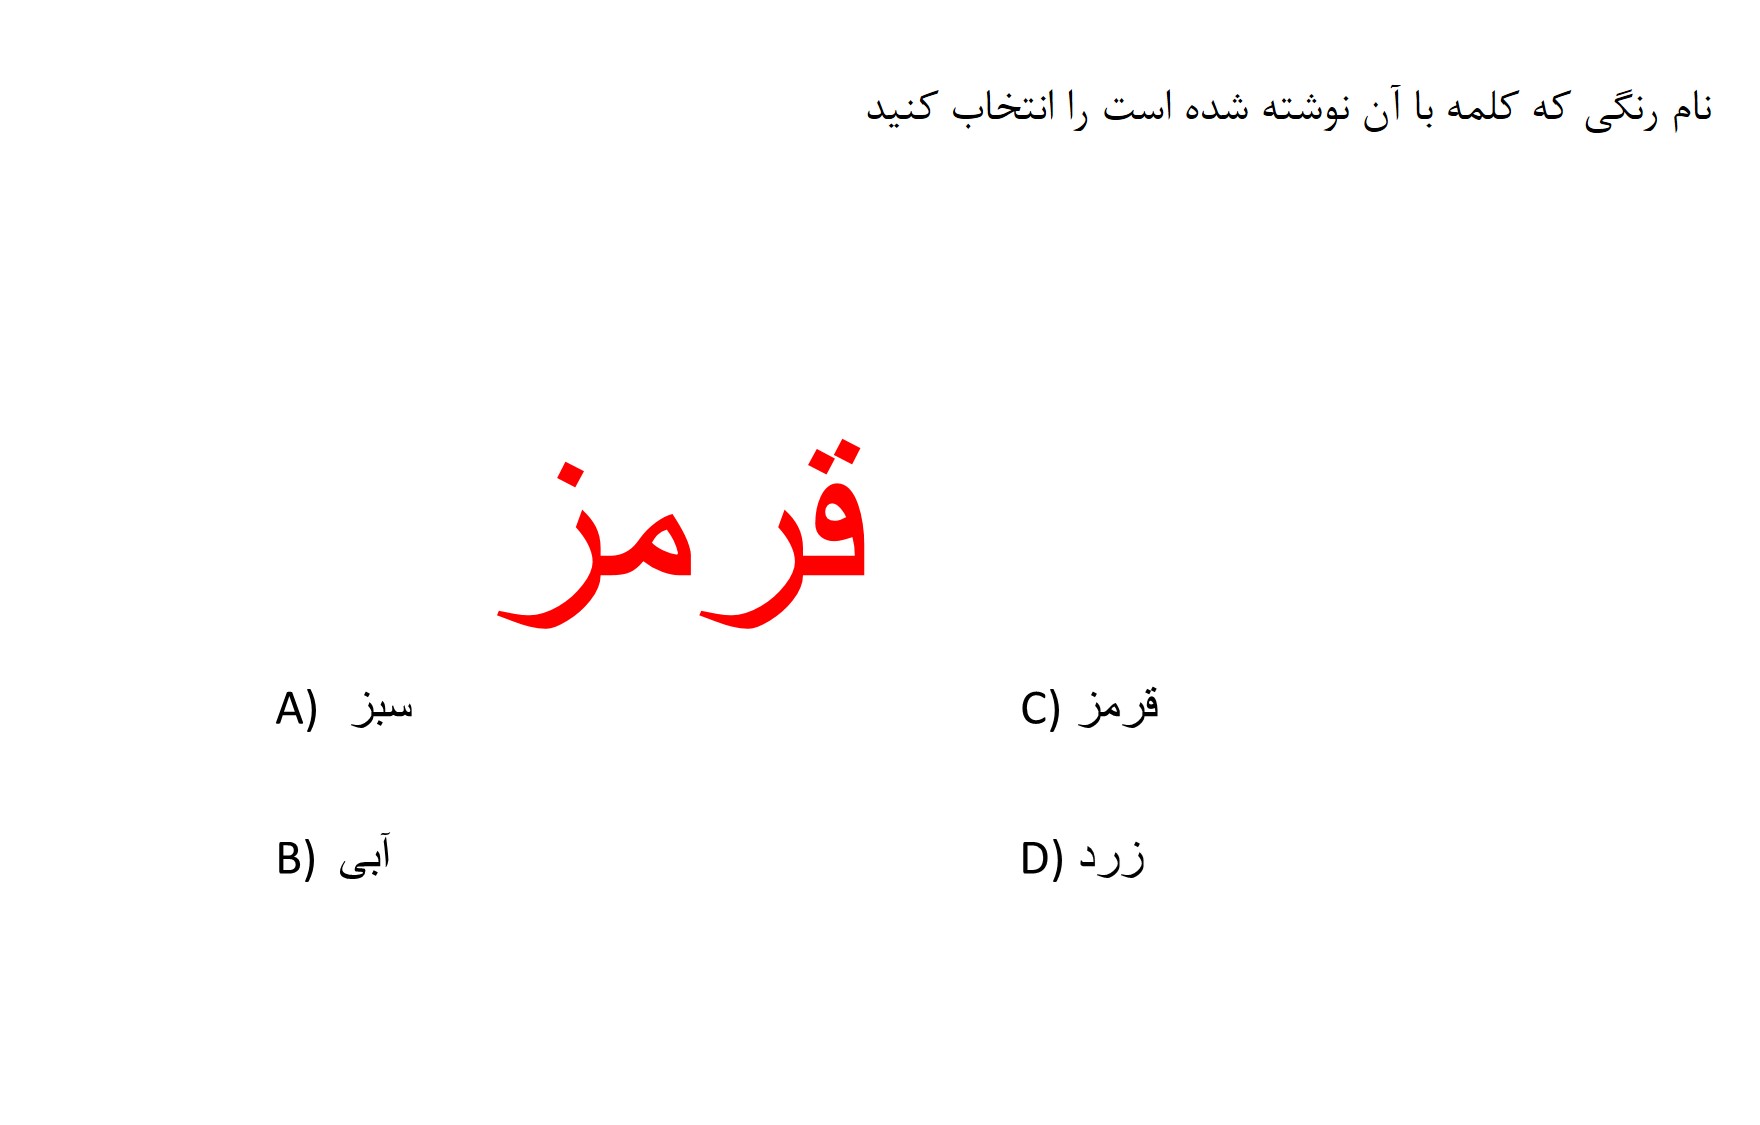 نام رنگی که کلمه با آن نوشته شده است را انتخاب کنید
قرمز
A) سبز
C) قرمز
B) آبی
D) زرد